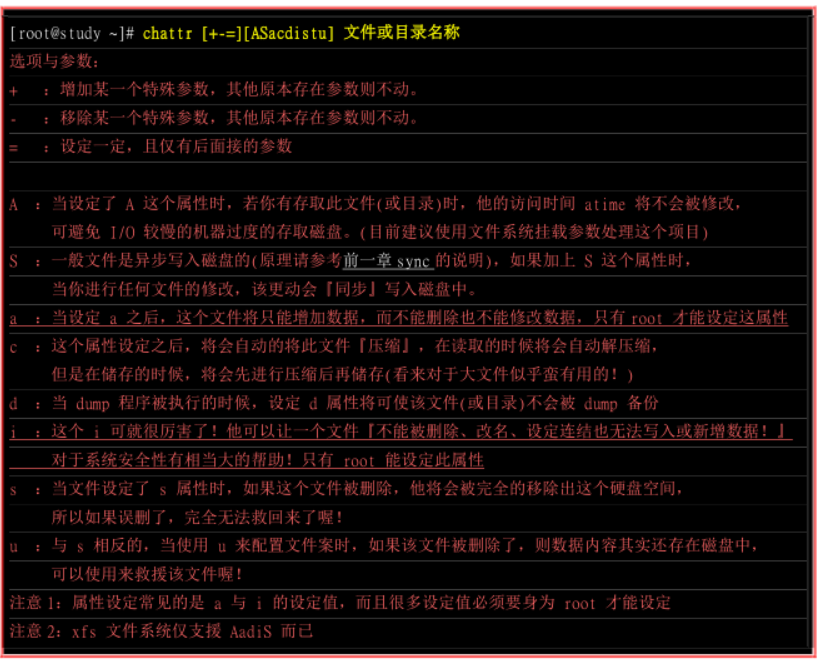 [root@study ~]# chattr [+-=][ASacdistu] 文件或目录名称
选项与参数：
+ ：增加某一个特殊参数，其他原本存在参数则不动。
- ：移除某一个特殊参数，其他原本存在参数则不动。
= ：设定一定，且仅有后面接的参数
A ：当设定了 A 这个属性时，若你有存取此文件(或目录)时，他的访问时间 atime 将不会被修改，
可避免 I/O 较慢的机器过度的存取磁盘。(目前建议使用文件系统挂载参数处理这个项目)
S ：一般文件是异步写入磁盘的(原理请参考前一章 sync 的说明)，如果加上 S 这个属性时，
当你进行任何文件的修改，该更动会『同步』写入磁盘中。
a ：当设定 a 之后，这个文件将只能增加数据，而不能删除也不能修改数据，只有 root 才能设定这属性
c ：这个属性设定之后，将会自动的将此文件『压缩』，在读取的时候将会自动解压缩，
但是在储存的时候，将会先进行压缩后再储存(看来对于大文件似乎蛮有用的！)
d ：当 dump 程序被执行的时候，设定 d 属性将可使该文件(或目录)不会被 dump 备份
i ：这个 i 可就很厉害了！他可以让一个文件『不能被删除、改名、设定连结也无法写入或新增数据！』
对于系统安全性有相当大的帮助！只有 root 能设定此属性
s ：当文件设定了 s 属性时，如果这个文件被删除，他将会被完全的移除出这个硬盘空间，
所以如果误删了，完全无法救回来了喔！
u ：与 s 相反的，当使用 u 来配置文件案时，如果该文件被删除了，则数据内容其实还存在磁盘中，
可以使用来救援该文件喔！
注意 1：属性设定常见的是 a 与 i 的设定值，而且很多设定值必须要身为 root 才能设定
注意 2：xfs 文件系统仅支援 AadiS 而已